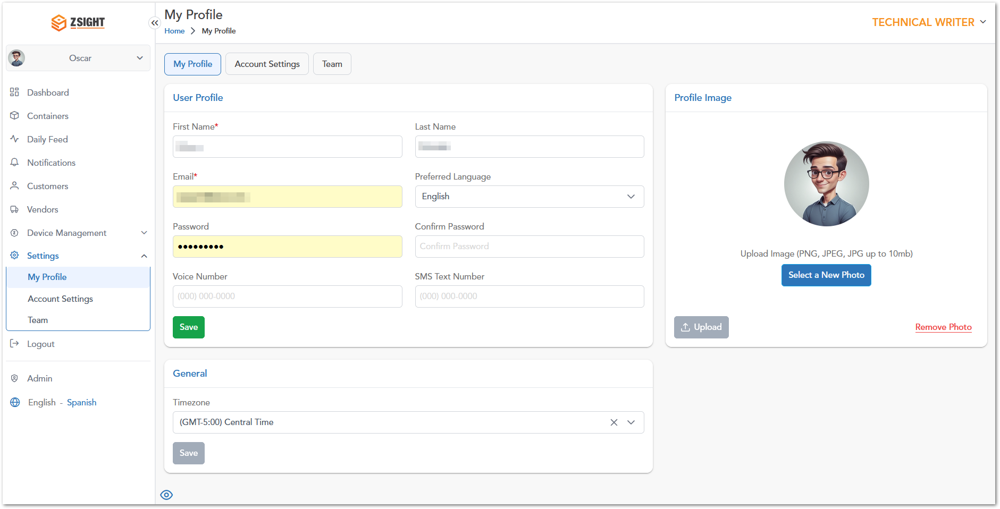 ZSIGHT
Oscar
Dashboard
Containers
Daily Feed
Notifications
Customers
Vendors
Device Management
Settings
My Profile
Account Settings
Team
Logout
Admin
English - Spanish
My Profile
Home > My Profile
TECHNICAL WRITER
My Profile Account Settings Team
User Profile
First Name* Last Name
Email* Preferred Language
English
Password Confirm Password
••••••••• Confirm Password
Voice Number SMS Text Number
(000) 000-0000 (000) 000-0000
Save
Profile Image
Upload Image (PNG, JPEG, JPG up to 10mb)
Select a New Photo
Upload Remove Photo
General
Timezone
(GMT-5:00) Central Time
Save